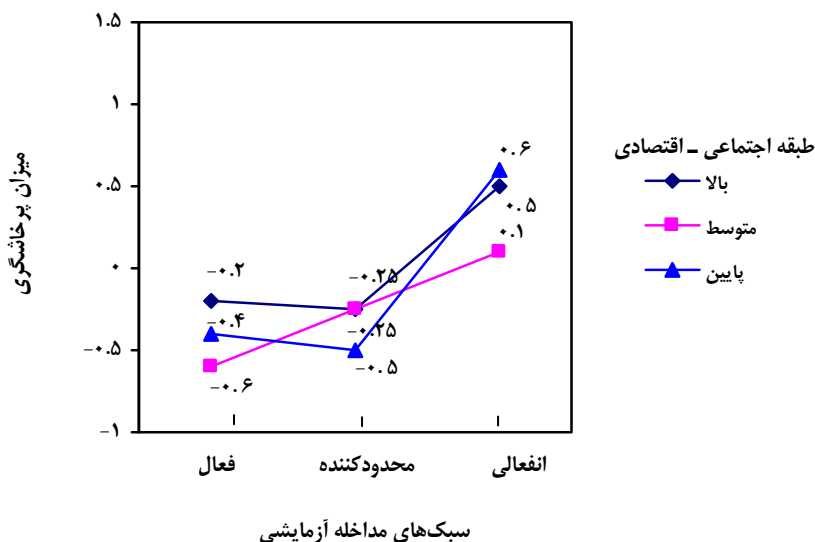 ۱.۵
۱
۰.۵
۰
−۰.۵
−۱
میزان پرخاشگری
−۰.۲
−۰.۴
−۰.۶
−۰.۲۵
−۰.۲۵
−۰.۵
۰.۶
۰.۵
۰.۱
فعال
محدودکننده
انفعالی
سبک‌های مداخله آزمایشی
طبقه اجتماعی ـ اقتصادی
بالا
متوسط
پایین